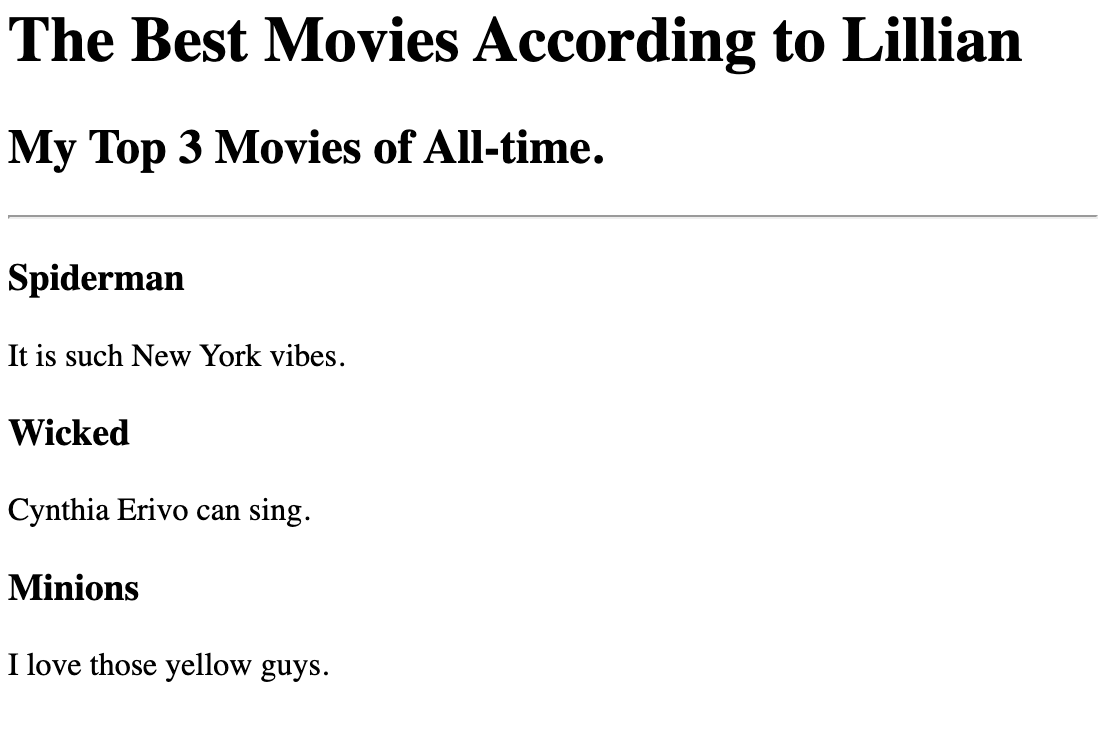 The Best Movies According to Lillian
My Top 3 Movies of All-time.
Spiderman
It is such New York vibes.
Wicked
Cynthia Erivo can sing.
Minions
I love those yellow guys.